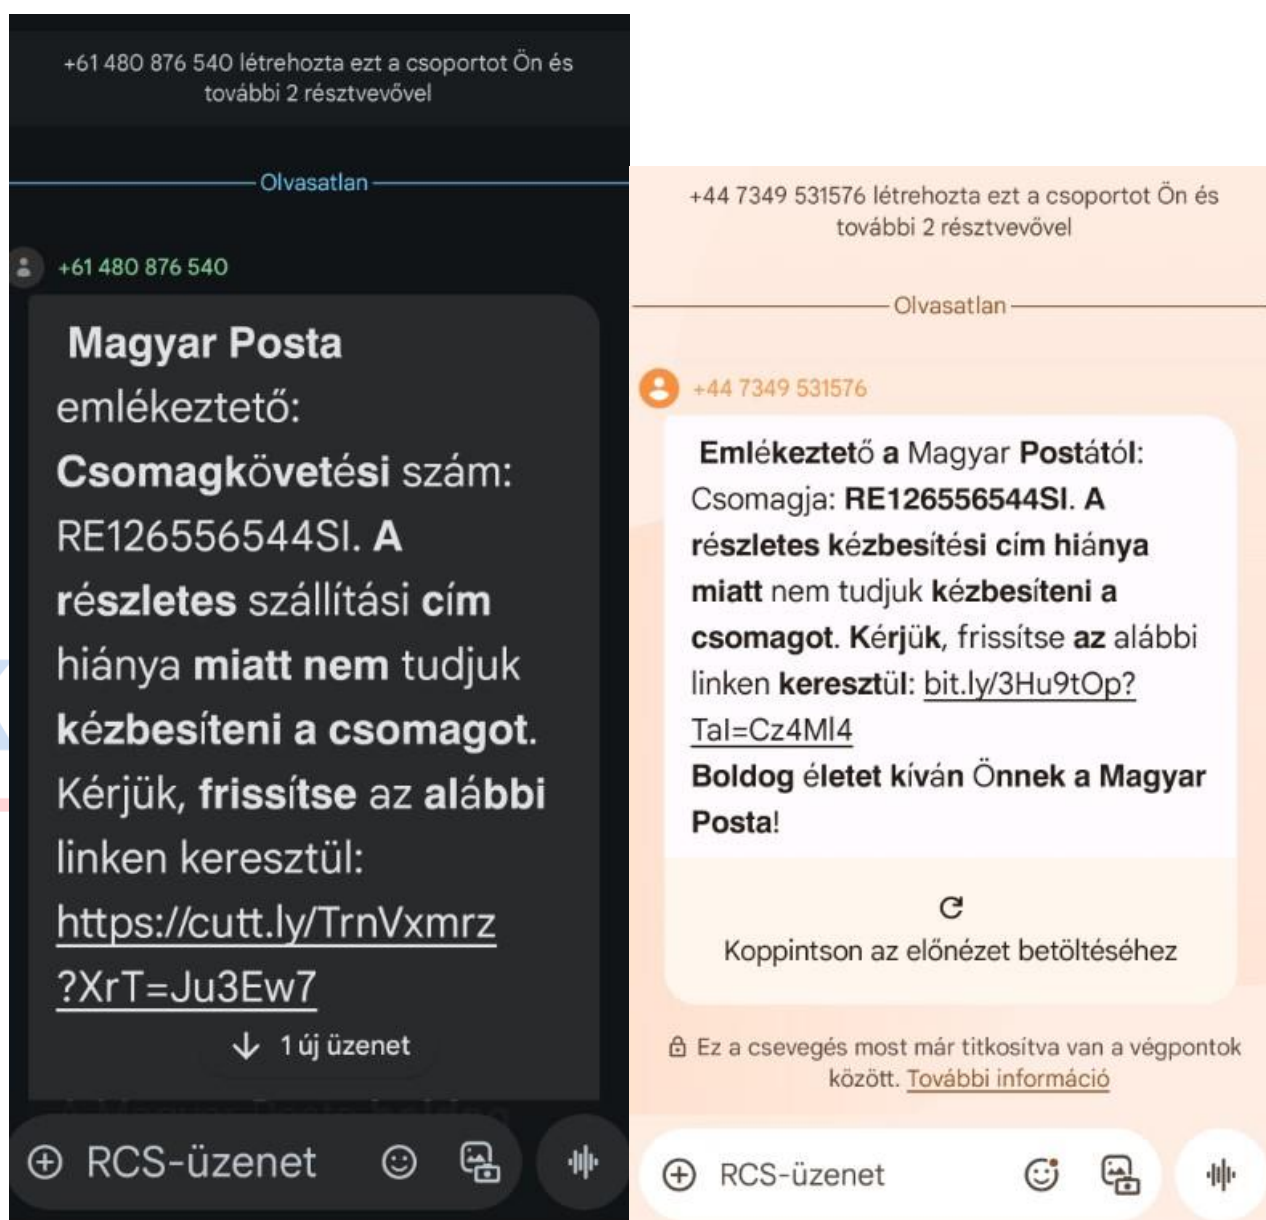 +61 480 876 540 létrehozta ezt a csoportot Ön és
további 2 résztvevővel
Olvasatlan
+61 480 876 540
Magyar Posta
emlékeztető:
Csomagkövetési szám:
RE126556544SI. A
részletes szállítási cím
hiánya miatt nem tudjuk
kézbesíteni a csomagot.
Kérjük, frissítse az alábbi
linken keresztül:
https://cutt.ly/TrnVxmrz
?XrT=Ju3Ew7
1 új üzenet
RCS-üzenet
+44 7349 531576 létrehozta ezt a csoportot Ön és
további 2 résztvevővel
Olvasatlan
+44 7349 531576
Emlékeztető a Magyar Postától:
Csomagja: RE126556544SI. A
részletes kézbesítési cím hiánya
miatt nem tudjuk kézbesíteni a
csomagot. Kérjük, frissítse az alábbi
linken keresztül: bit.ly/3Hu9tOp?
TaI=Cz4Ml4
Boldog életet kíván Önnek a Magyar
Posta!
Koppintson az előnézet betöltéséhez
Ez a csevegés most már titkosítva van a végpontok
között. További információ
RCS-üzenet